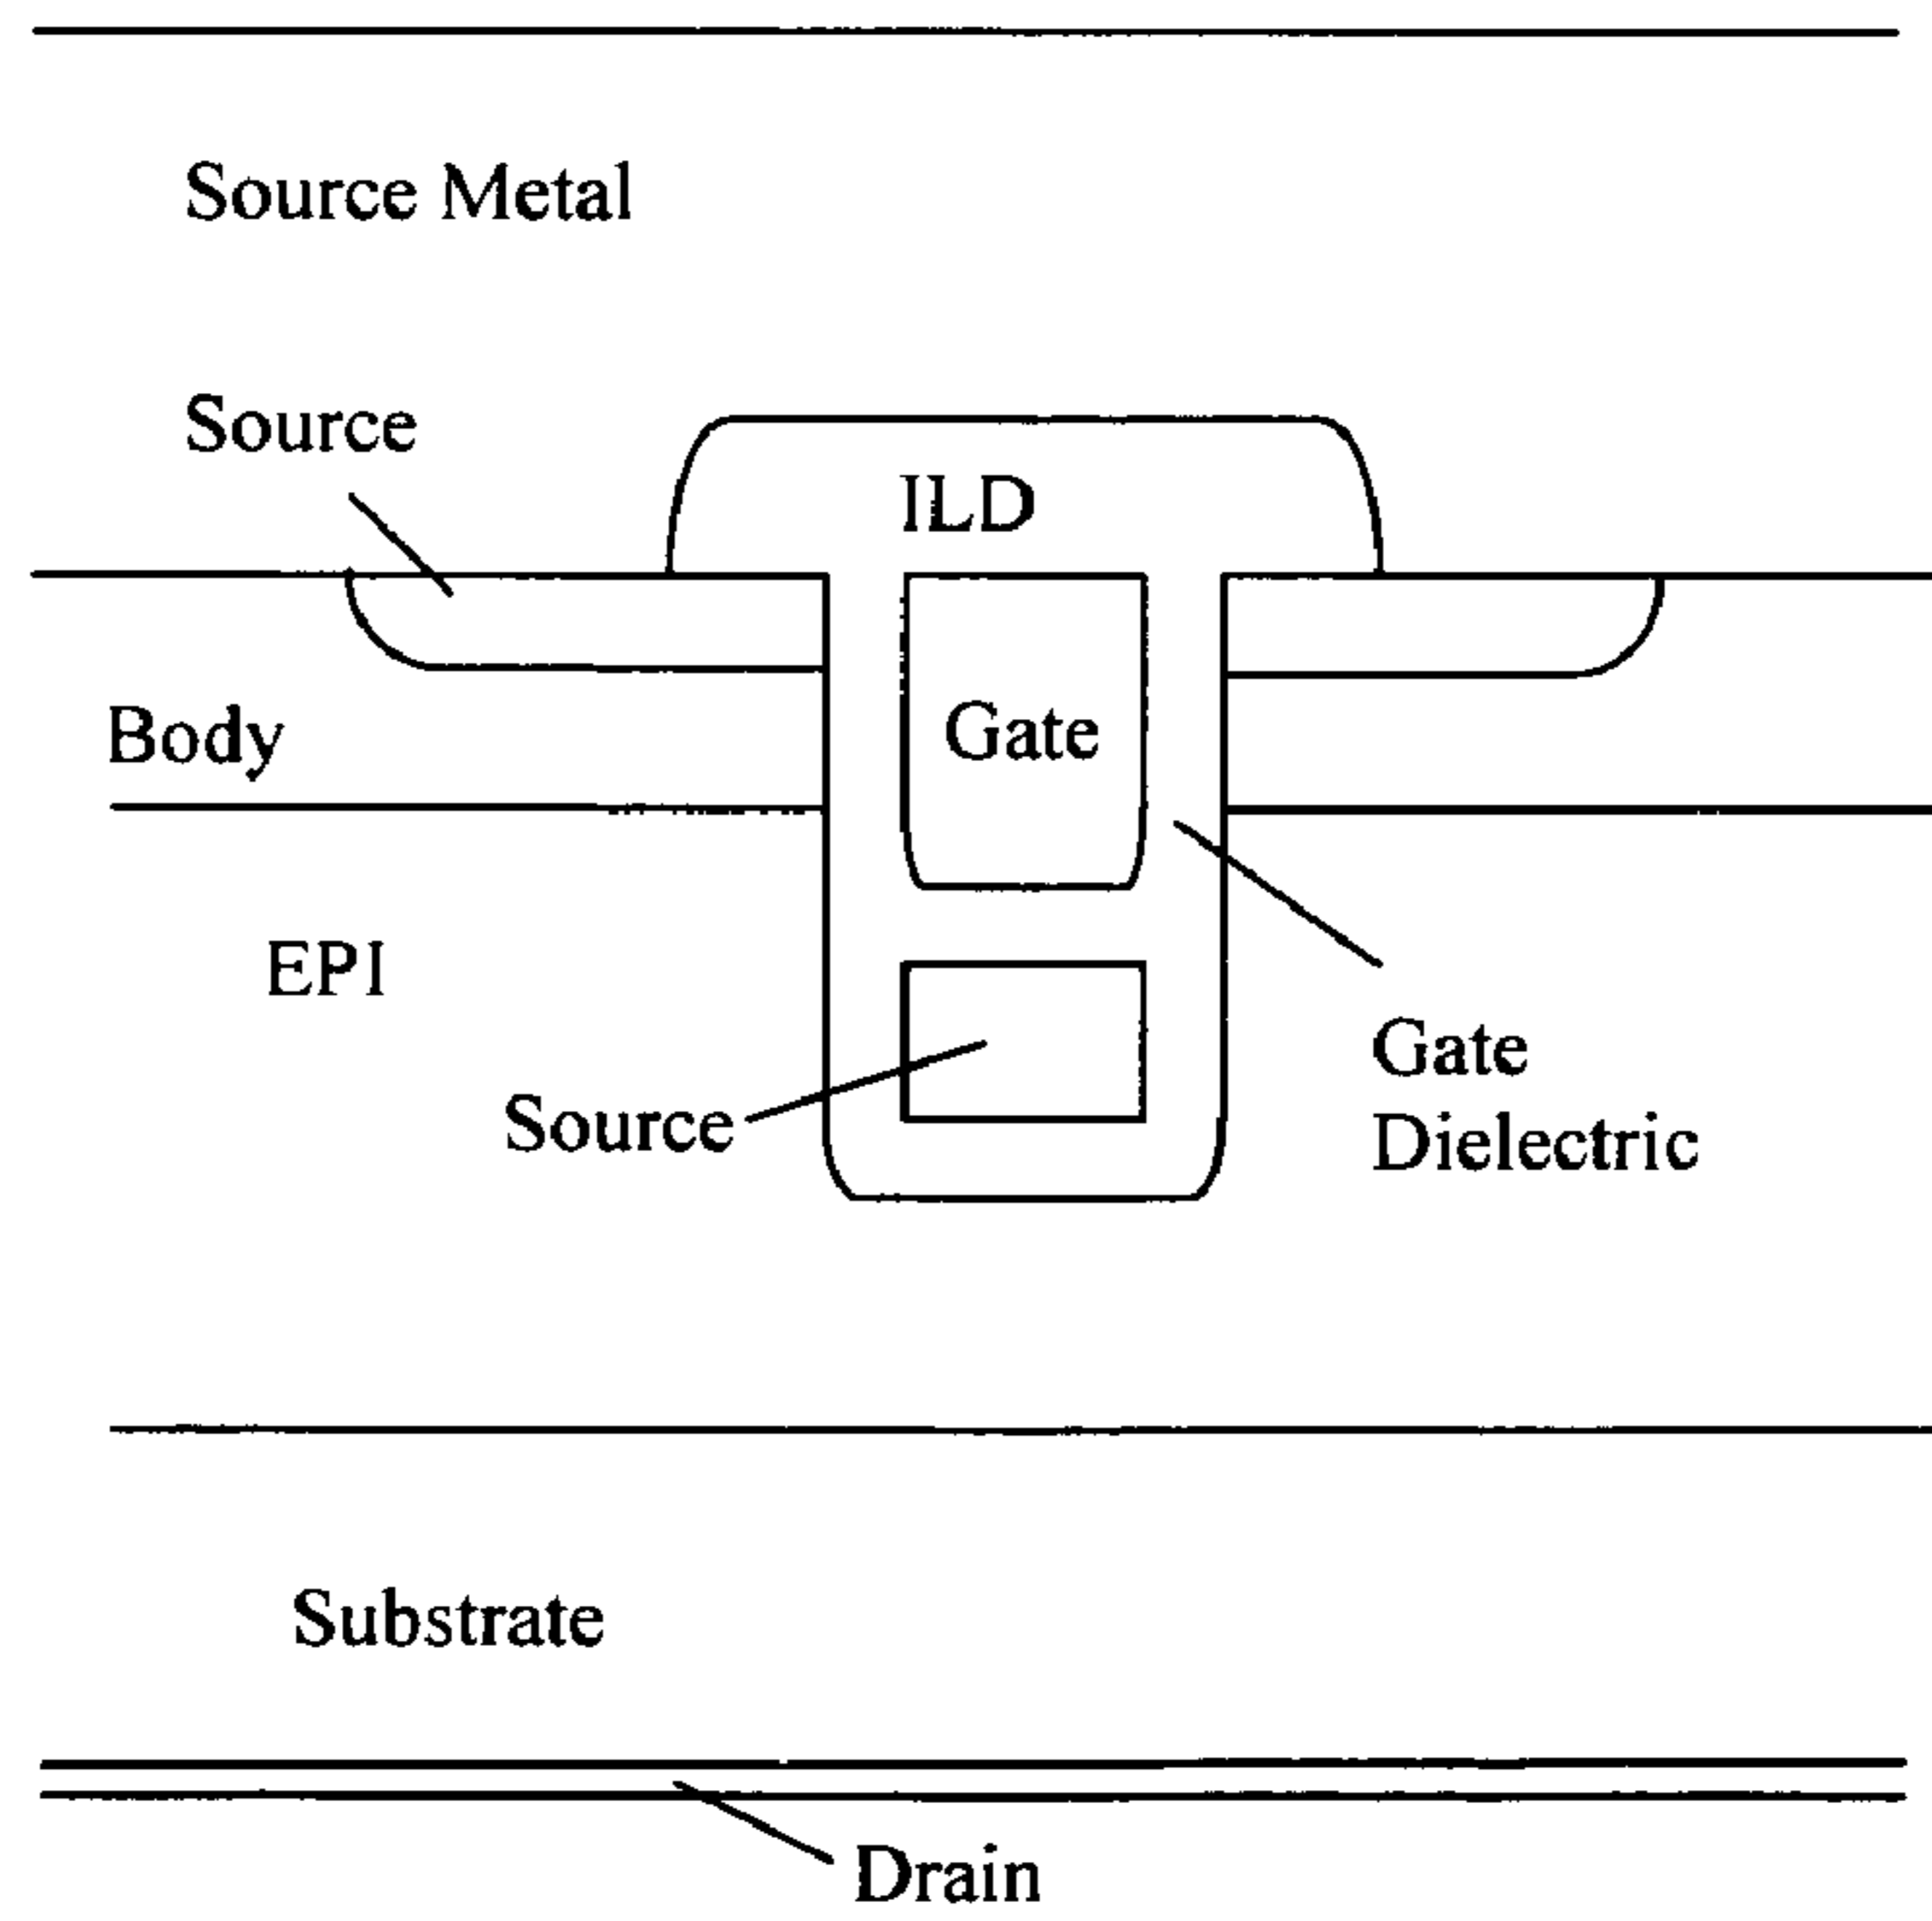 Source Metal
Source
ILD
Gate
Body
EPI
Gate
Dielectric
Source
Substrate
Drain